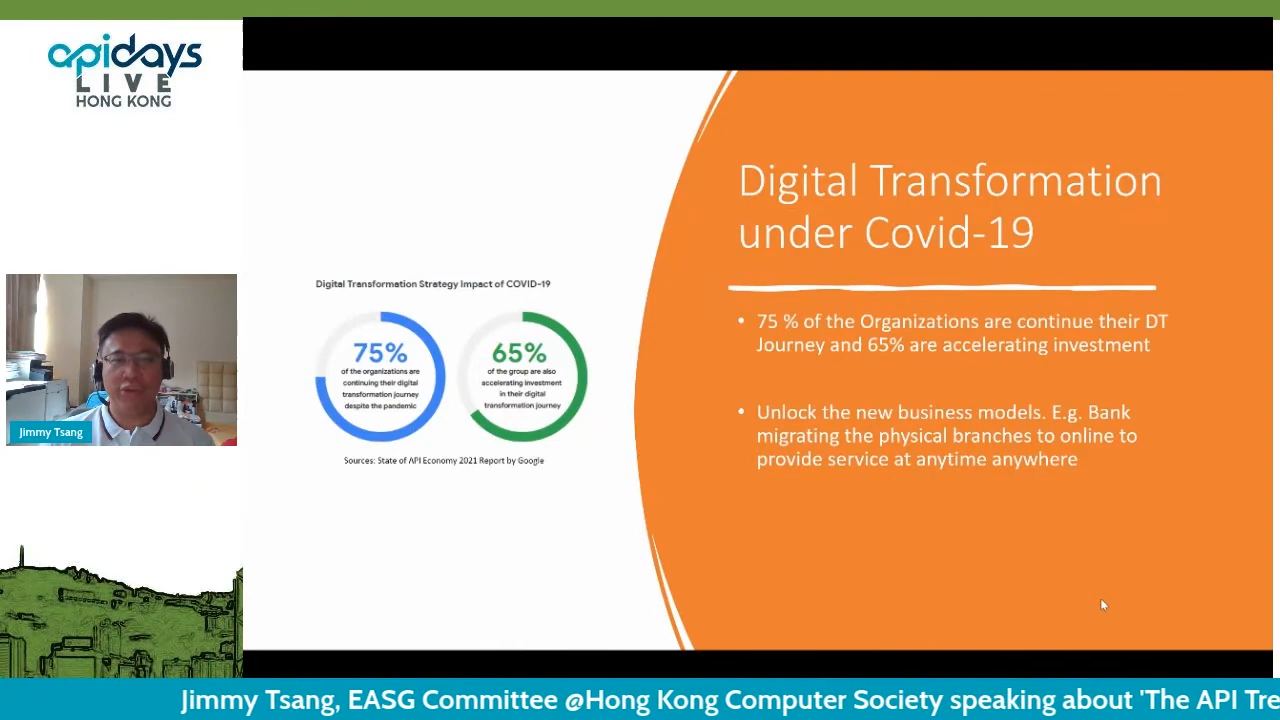 apidays
LIVE
HONG KONG
Jimmy Tsang
Digital Transformation Strategy Impact of COVID-19
75%
of the organizations are
continuing their digital
transformation journey
despite the pandemic
65%
of the group are also
accelerating investment
in their digital
transformation journey
Sources: State of API Economy 2021 Report by Google
Digital Transformation
under Covid-19
• 75 % of the Organizations are continue their DT
Journey and 65% are accelerating investment
• Unlock the new business models. E.g. Bank
migrating the physical branches to online to
provide service at anytime anywhere
Jimmy Tsang, EASG Committee @Hong Kong Computer Society speaking about 'The API Tre